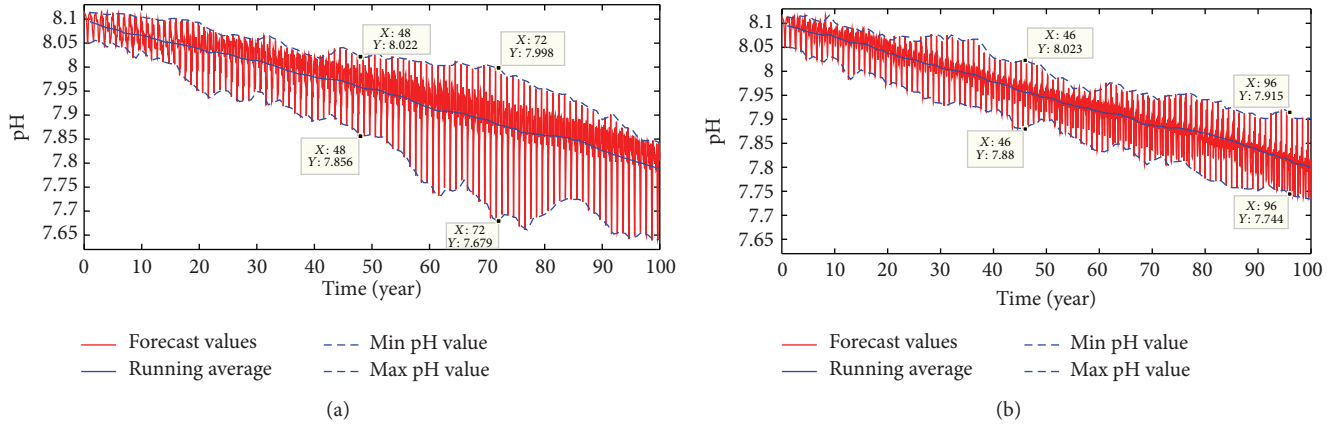 8.1
8.05
8
7.95
7.9
7.85
7.8
7.75
7.7
7.65
pH
X: 48
Y: 8.022
X: 72
Y: 7.998
X: 48
Y: 7.856
X: 72
Y: 7.679
0 10 20 30 40 50 60 70 80 90 100
Time (year)
Forecast values
Running average
Min pH value
Max pH value
(a)
8.1
8.05
8
7.95
7.9
7.85
7.8
7.75
7.7
7.65
pH
X: 46
Y: 8.023
X: 96
Y: 7.915
X: 46
Y: 7.88
X: 96
Y: 7.744
0 10 20 30 40 50 60 70 80 90 100
Time (year)
Forecast values
Running average
Min pH value
Max pH value
(b)